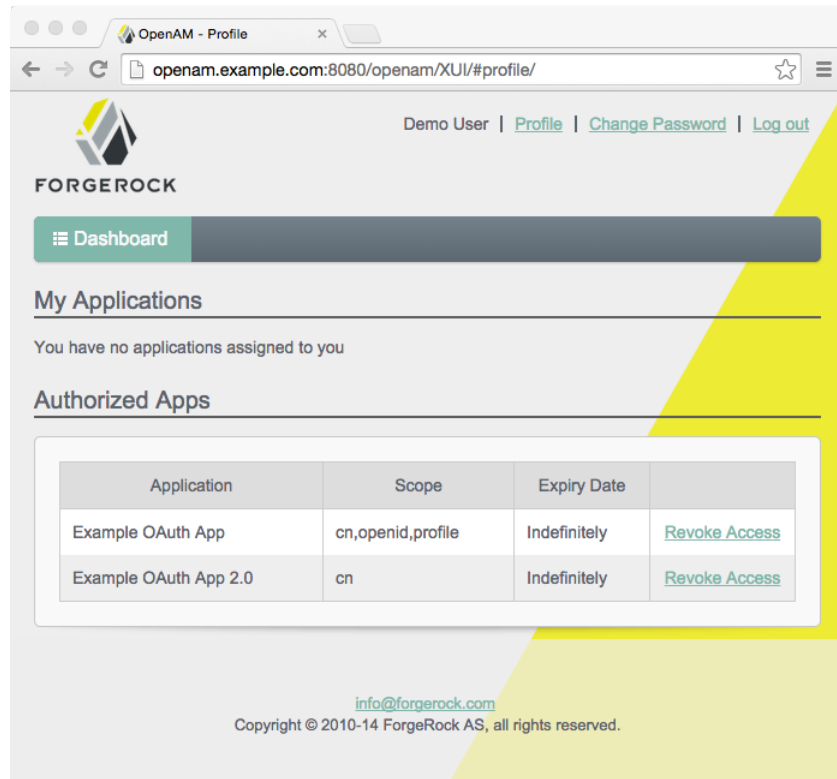 OpenAM - Profile
openam.example.com:8080/openam/XUI/#profile/
Demo User | Profile | Change Password | Log out
FORGEROCK
Dashboard
My Applications
You have no applications assigned to you
Authorized Apps
Application Scope Expiry Date
Example OAuth App cn,openid,profile Indefinitely Revoke Access
Example OAuth App 2.0 cn Indefinitely Revoke Access
info@forgerock.com
Copyright © 2010-14 ForgeRock AS, all rights reserved.